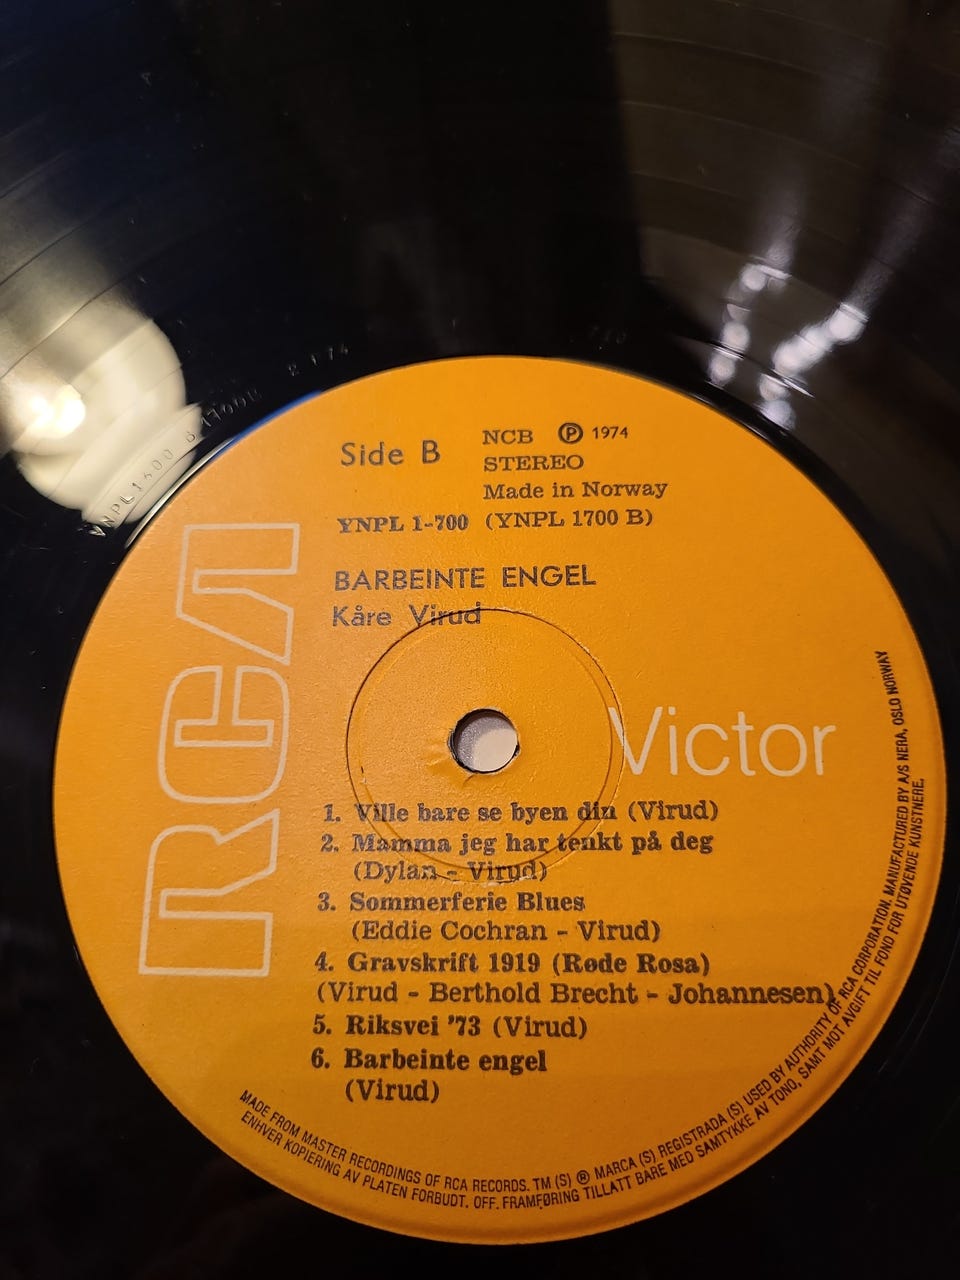 Side B
NCB ℗ 1974
STEREO
Made in Norway
YNPL 1-700 (YNPL 1700 B)
BARBEINTE ENGEL
Kåre Virud
RCA
Victor
1. Ville bare se byen din (Virud)
2. Mamma jeg har tenkt på deg
(Dylan - Virud)
3. Sommerferie Blues
(Eddie Cochran - Virud)
4. Gravskrift 1919 (Røde Rosa)
(Virud - Berthold Brecht - Johannesen)
5. Riksvei '73 (Virud)
6. Barbeinte engel
(Virud)
MADE FROM MASTER RECORDINGS OF RCA RECORDS. TM (S) ® MARCA (S) REGISTRADA (S) USED BY AUTHORITY OF RCA CORPORATION. MANUFACTURED BY A/S NERA, OSLO NORWAY
ENHVER KOPIERING AV PLATEN FORBUDT. OFF. FRAMFØRING TILLATT BARE MED SAMTYKKE AV TONO, SAMT MOT AVGIFT TIL FOND FOR UTØVENDE KUNSTNERE.